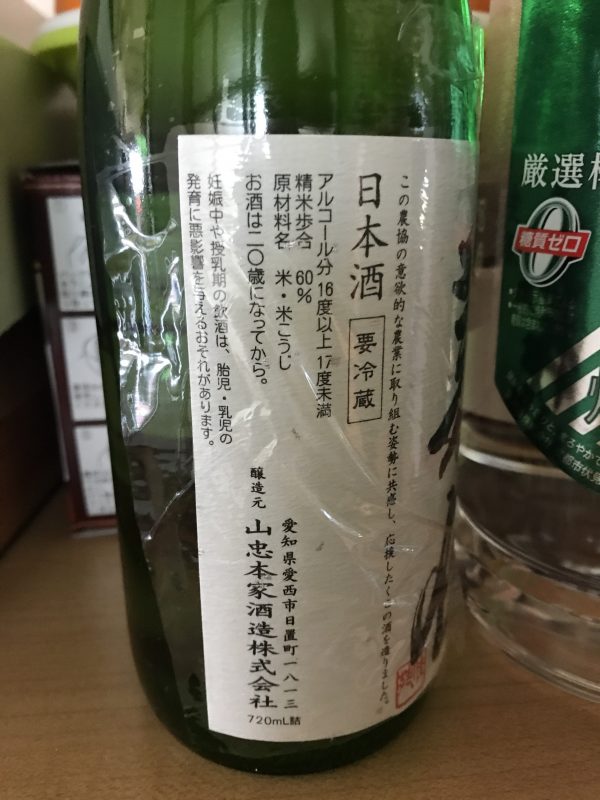 この農協の意欲的な農業に取り組む姿勢に共感し、応援したくこの酒を造りました。
日本酒
要冷蔵
アルコール分 16度以上17度未満
精米歩合 60%
原材料名 米・米こうじ
お酒は二〇歳になってから。
妊娠中や授乳期の飲酒は、胎児・乳児の
発育に悪影響を与えるおそれがあります。
愛知県愛西市日置町一八一三
醸造元 山忠本家酒造株式会社
720mL詰
厳選
糖質ゼロ
0